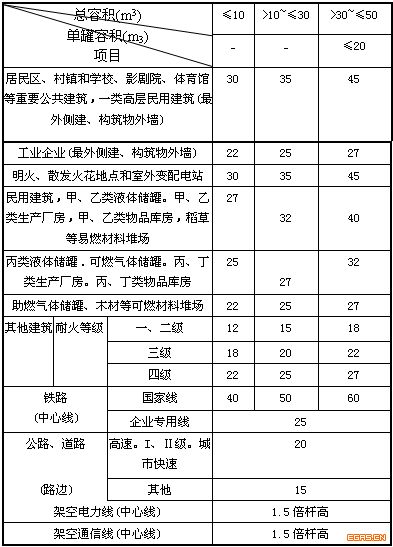 总容积(m³) ≤10 >10~≤30 >30~≤50
单罐容积(m₃) - - ≤20
项目
居民区、村镇和学校、影剧院、体育馆 30 35 45
等重要公共建筑，一类高层民用建筑(最
外侧建、构筑物外墙)
工业企业(最外侧建、构筑物外墙) 22 25 27
明火、散发火花地点和室外变配电站 30 35 45
民用建筑,甲、乙类液体储罐.甲、乙 27
类生产厂房,甲、乙类物品库房,稻草 32 40
等易燃材料堆场
丙类液体储罐.可燃气体储罐。丙、丁 25 32
类生产厂房。丙、丁类物品库房 27
助燃气体储罐、木材等可燃材料堆场 22 25 27
其他建筑 耐火等级 一、二级 12 15 18
三级 18 20 22
四级 22 25 27
铁路 国家线 40 50 60
(中心线) 企业专用线 25
公路、道路 高速。I、II级。城 20
市快速
(路边) 其他 15
架空电力线(中心线) 1.5倍杆高
架空通信线(中心线) 1.5倍杆高
EGAS.CN